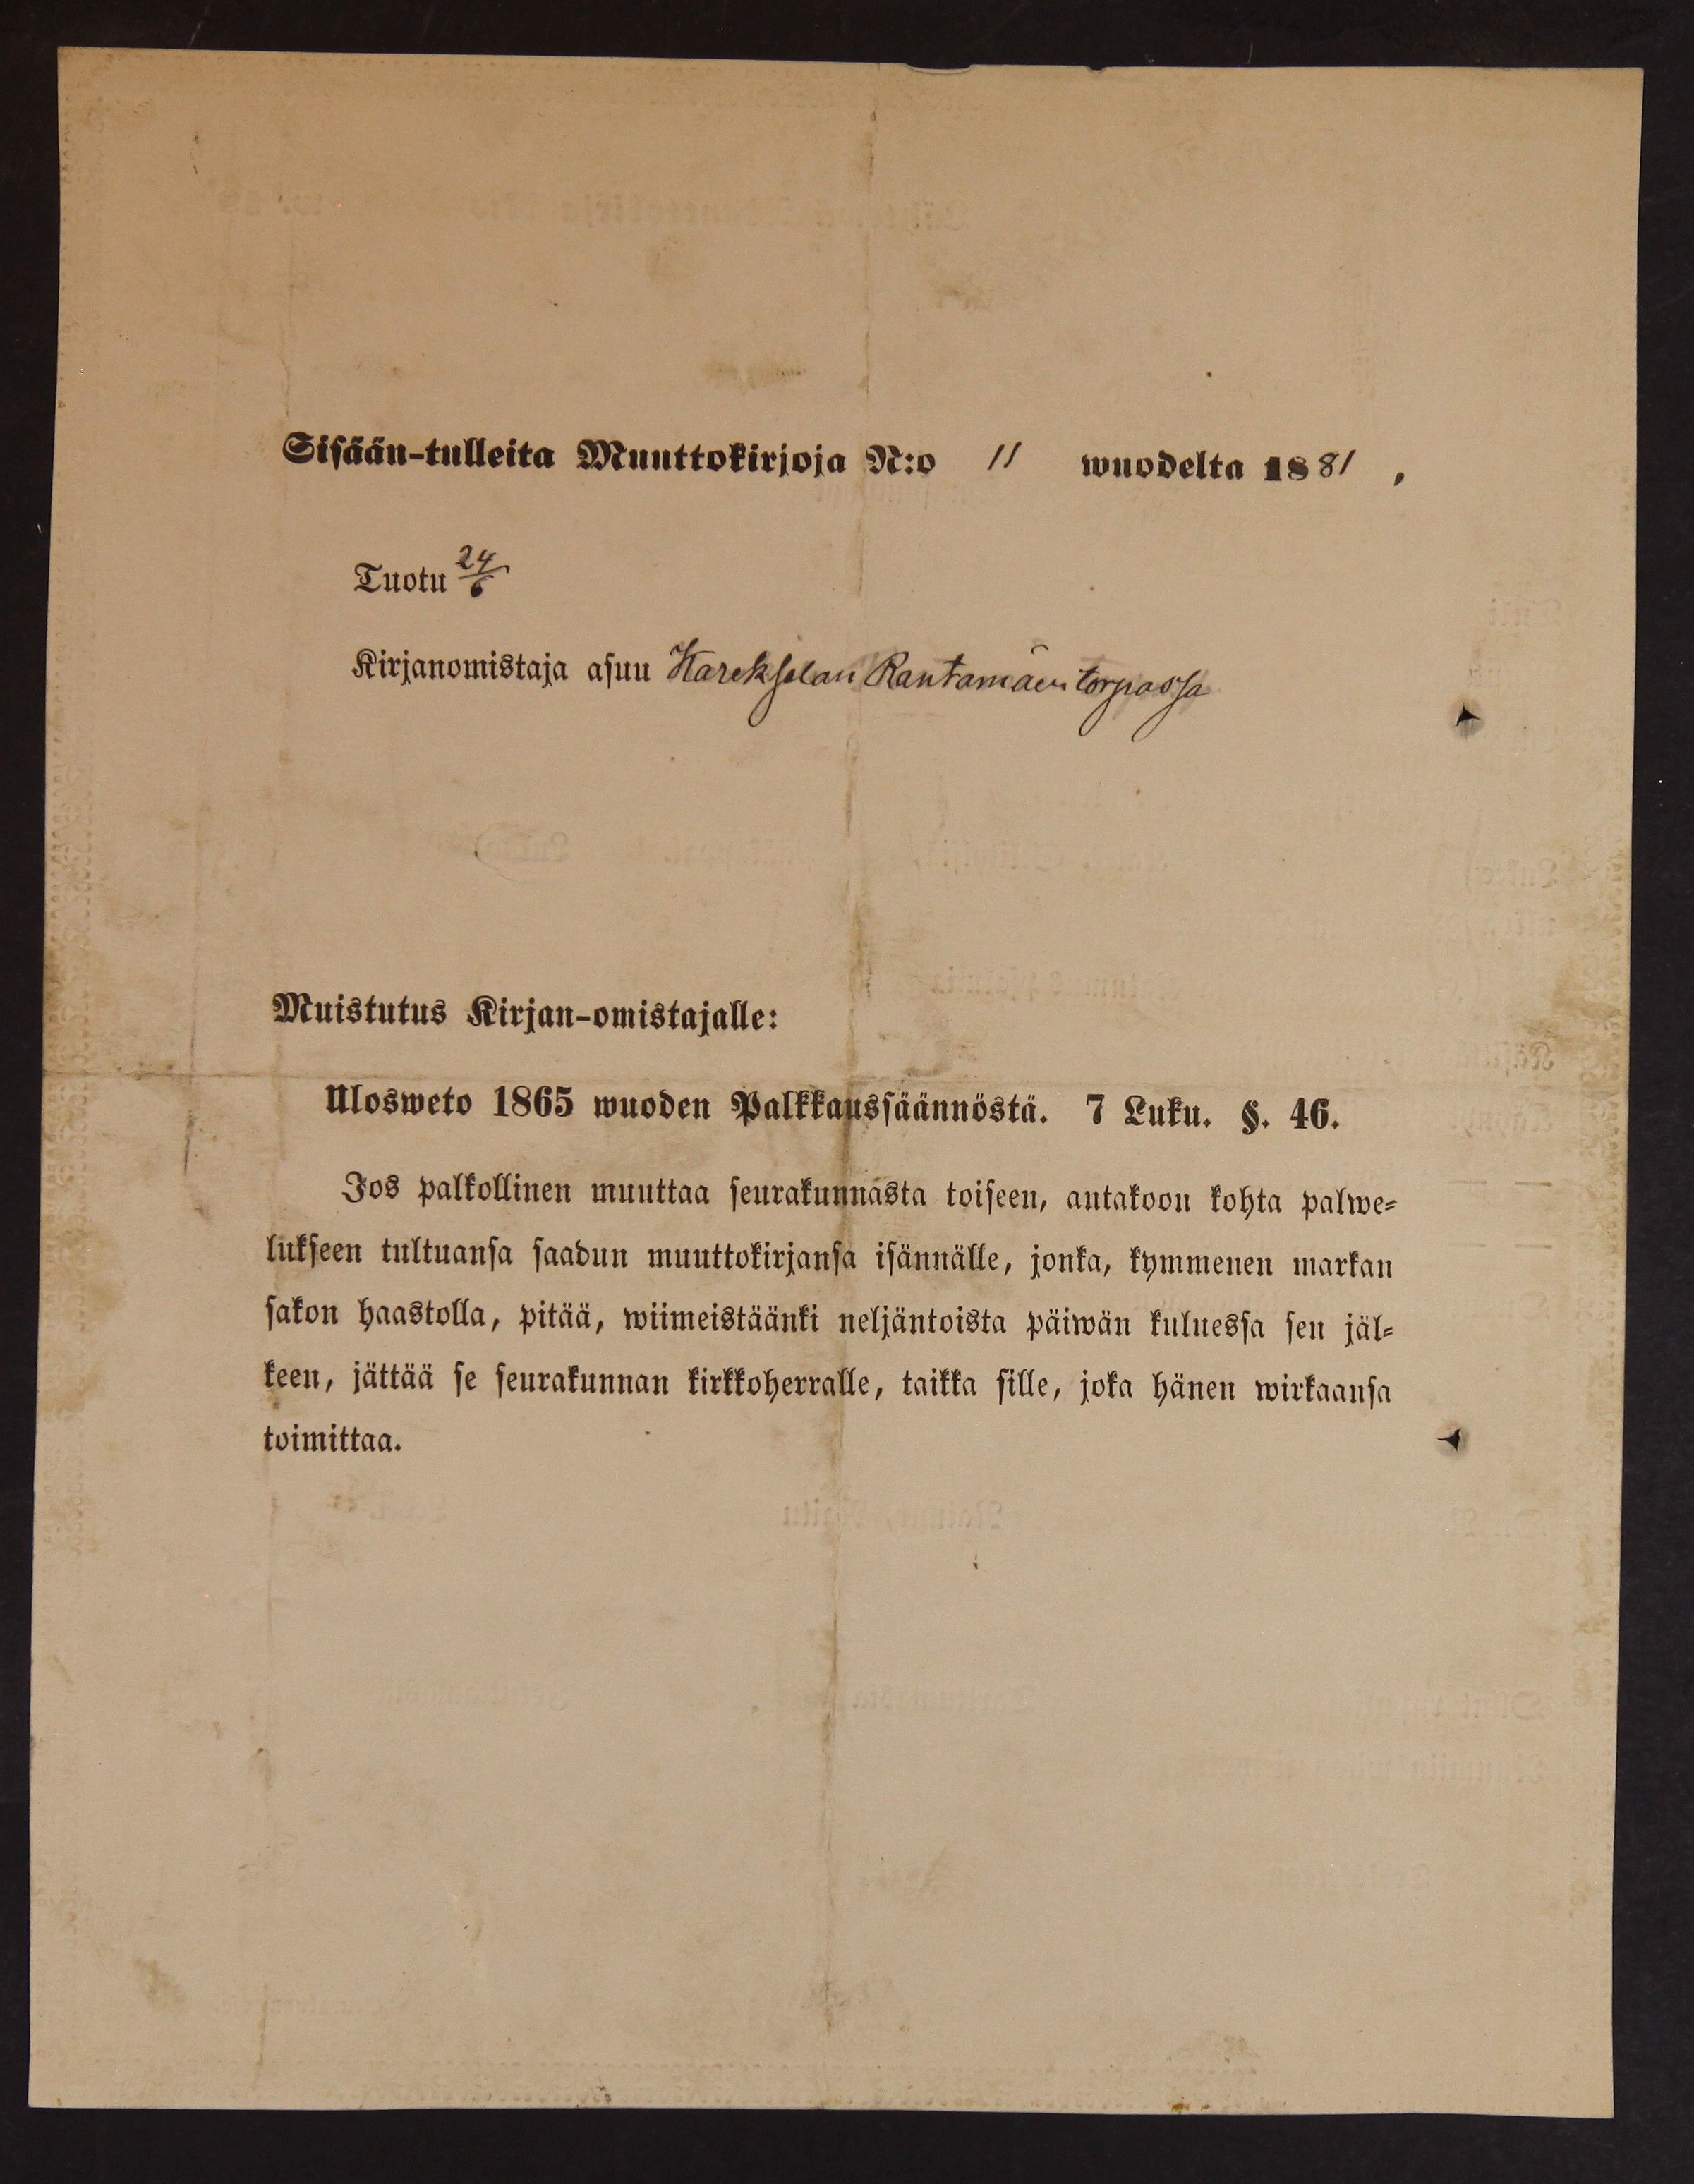 Sisään-tulleita Muuttokirjoja N:o 11 wuodelta 1881,
Tuotu 24/6
Kirjanomistaja asuu Harekselan Rantamäen torpassa
Muistutus Kirjan-omistajalle:
Ulosweto 1865 wuoden Palkkaussäännöstä. 7 Luku. §. 46.
Jos palkollinen muuttaa seurakunnasta toiseen, antakoon kohta palwe-
lukseen tultuansa saadun muuttokirjansa isännälle, jonka, kymmenen markan
sakon haastolla, pitää, wiimeistäänki neljäntoista päiwän kuluessa sen jäl-
keen, jättää se seurakunnan kirkkoherralle, taikka sille, joka hänen wirkaansa
toimittaa.